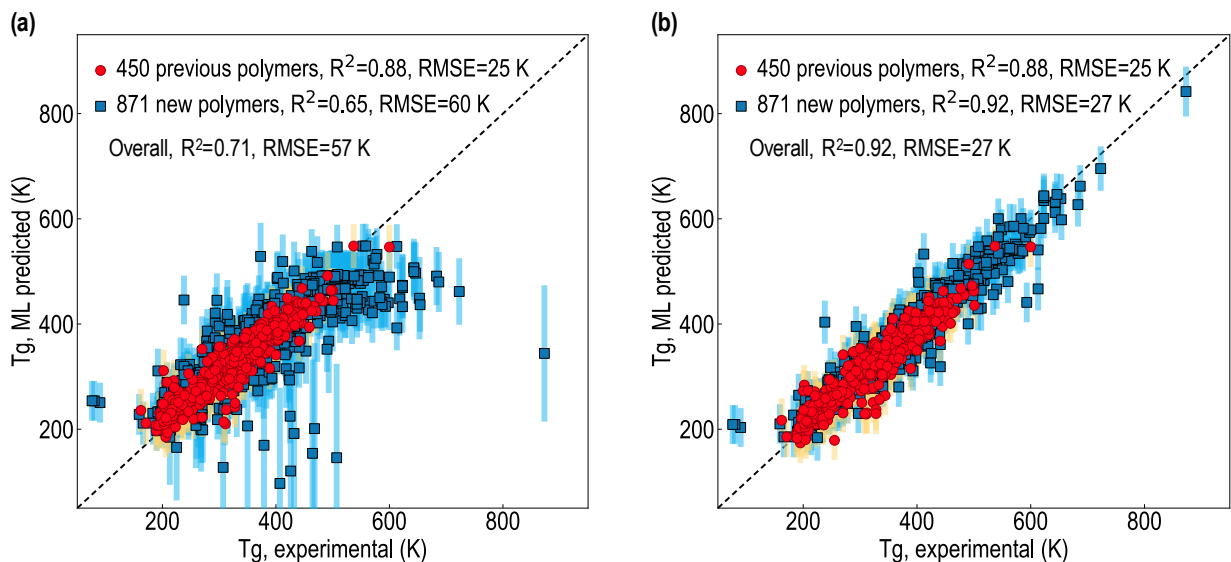 (a)
450 previous polymers, R²=0.88, RMSE=25 K
871 new polymers, R²=0.65, RMSE=60 K
Overall, R²=0.71, RMSE=57 K
800
600
400
200
Tg, ML predicted (K)
200 400 600 800
Tg, experimental (K)
(b)
450 previous polymers, R²=0.88, RMSE=25 K
871 new polymers, R²=0.92, RMSE=27 K
Overall, R²=0.92, RMSE=27 K
800
600
400
200
Tg, ML predicted (K)
200 400 600 800
Tg, experimental (K)